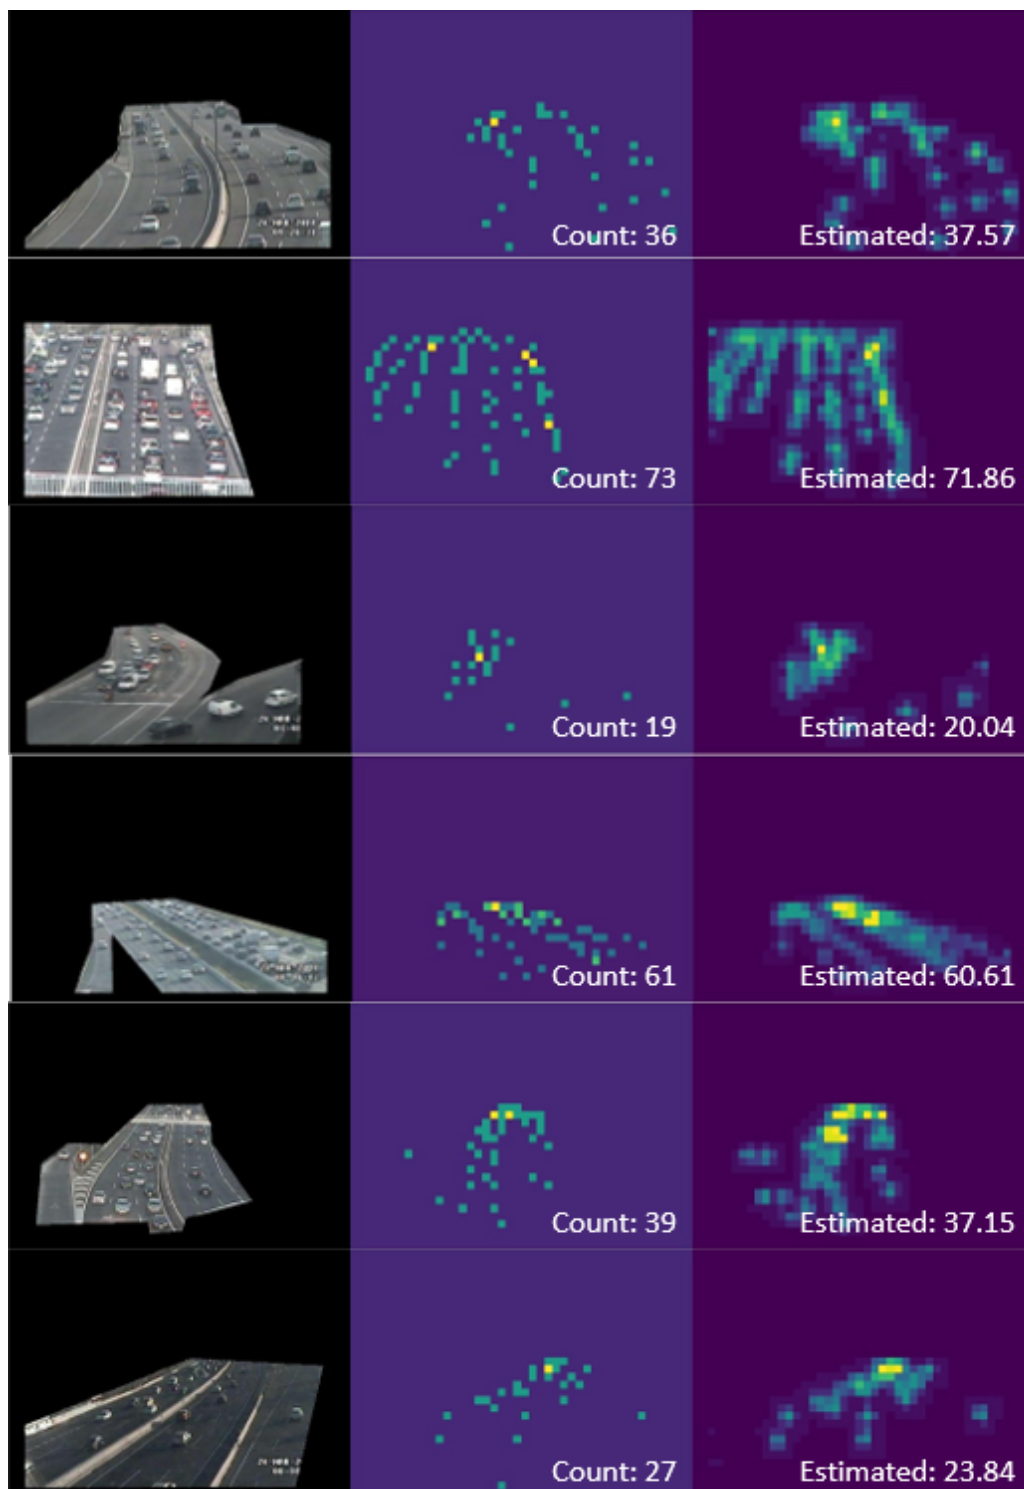 Count: 36
Estimated: 37.57
Count: 73
Estimated: 71.86
Count: 19
Estimated: 20.04
Count: 61
Estimated: 60.61
Count: 39
Estimated: 37.15
Count: 27
Estimated: 23.84